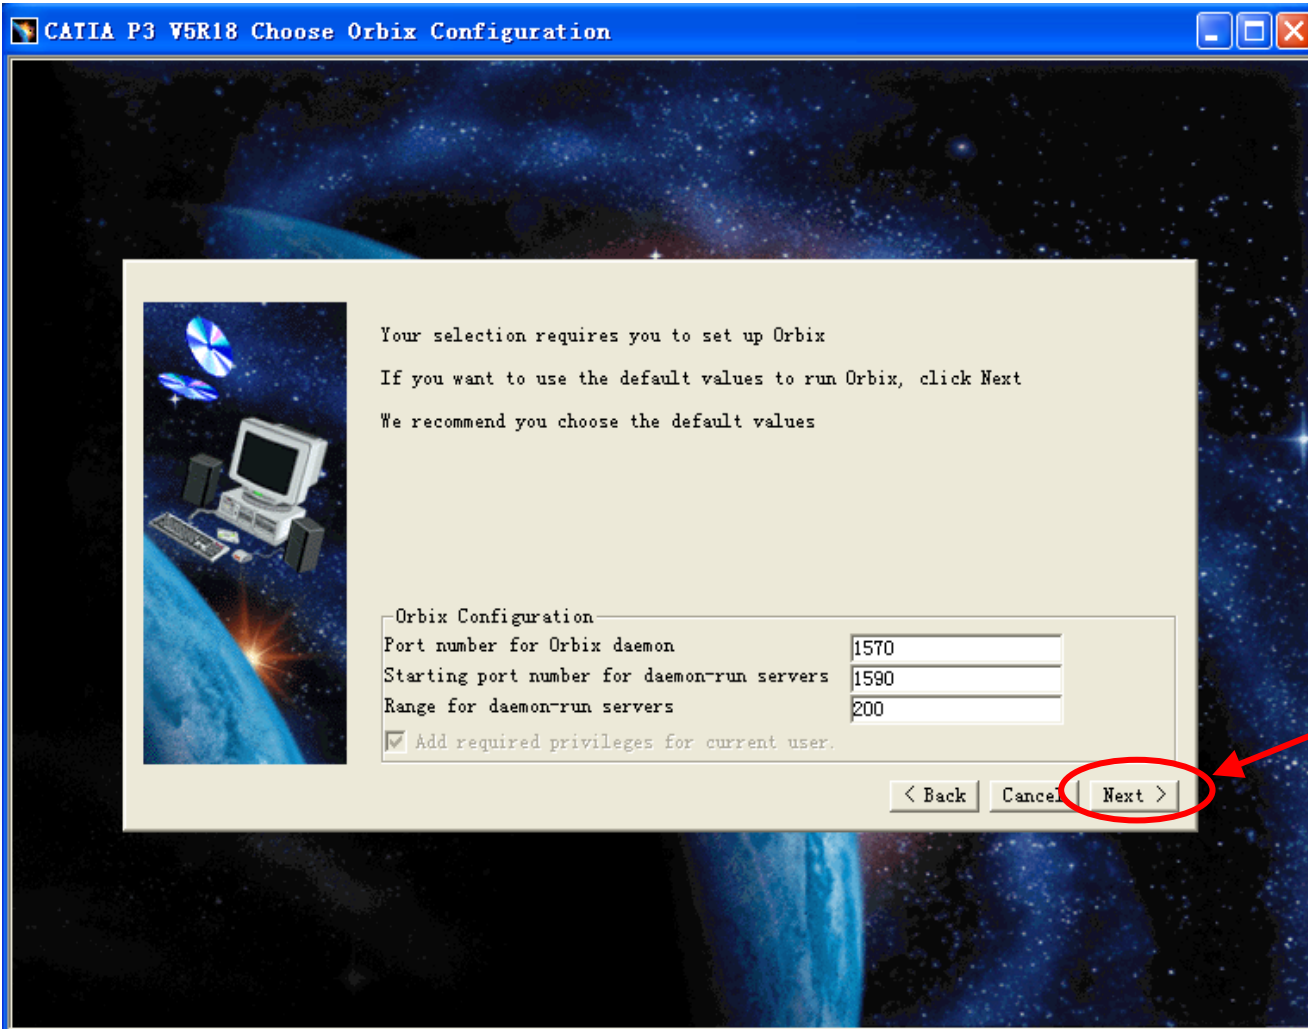 CATIA P3 V5R18 Choose Orbix Configuration
Your selection requires you to set up Orbix
If you want to use the default values to run Orbix, click Next
We recommend you choose the default values
Orbix Configuration
Port number for Orbix daemon 1570
Starting port number for daemon-run servers 1590
Range for daemon-run servers 200
Add required privileges for current user.
< Back Cancel Next >